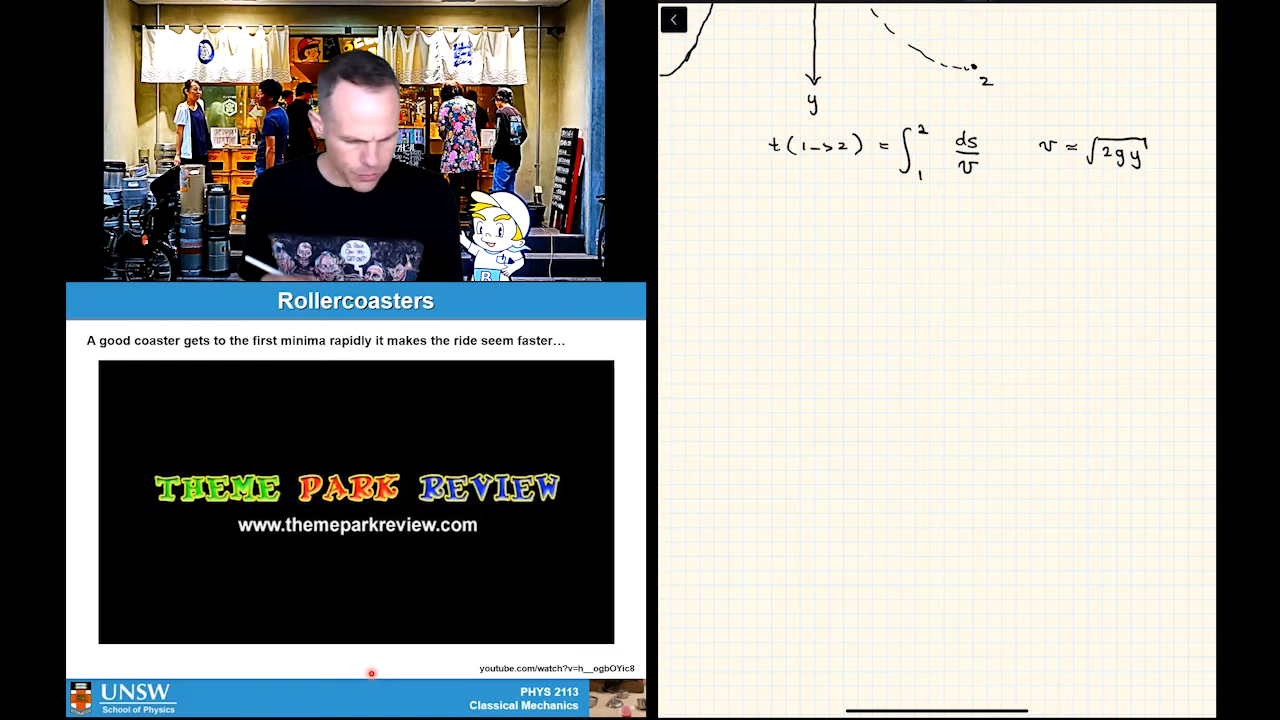 Rollercoasters
A good coaster gets to the first minima rapidly it makes the ride seem faster…
THEME PARK REVIEW
www.themeparkreview.com
youtube.com/watch?v=h__ogbOYic8
UNSW
School of Physics
PHYS 2113
Classical Mechanics
2
y
t(1->2) = ∫₁² ds/v   v = √2gy